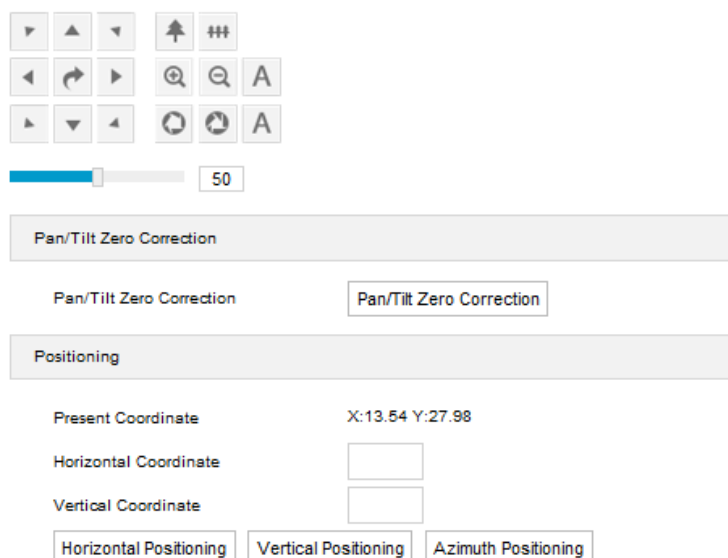 A
A
50
Pan/Tilt Zero Correction
Pan/Tilt Zero Correction Pan/Tilt Zero Correction
Positioning
Present Coordinate X:13.54 Y:27.98
Horizontal Coordinate
Vertical Coordinate
Horizontal Positioning Vertical Positioning Azimuth Positioning